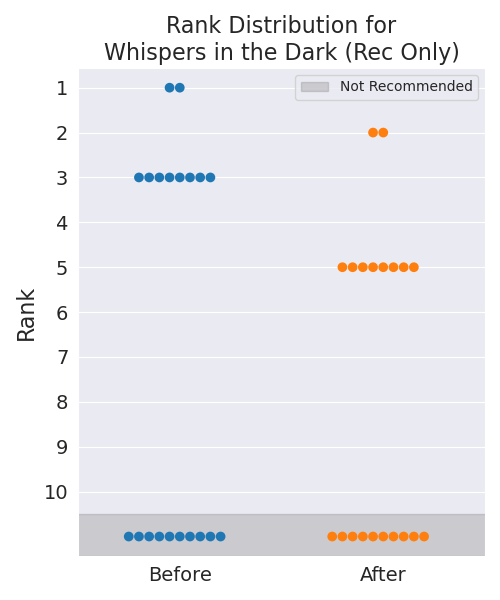 Rank Distribution for
Whispers in the Dark (Rec Only)
Not Recommended
Rank
1
2
3
4
5
6
7
8
9
10
Before After